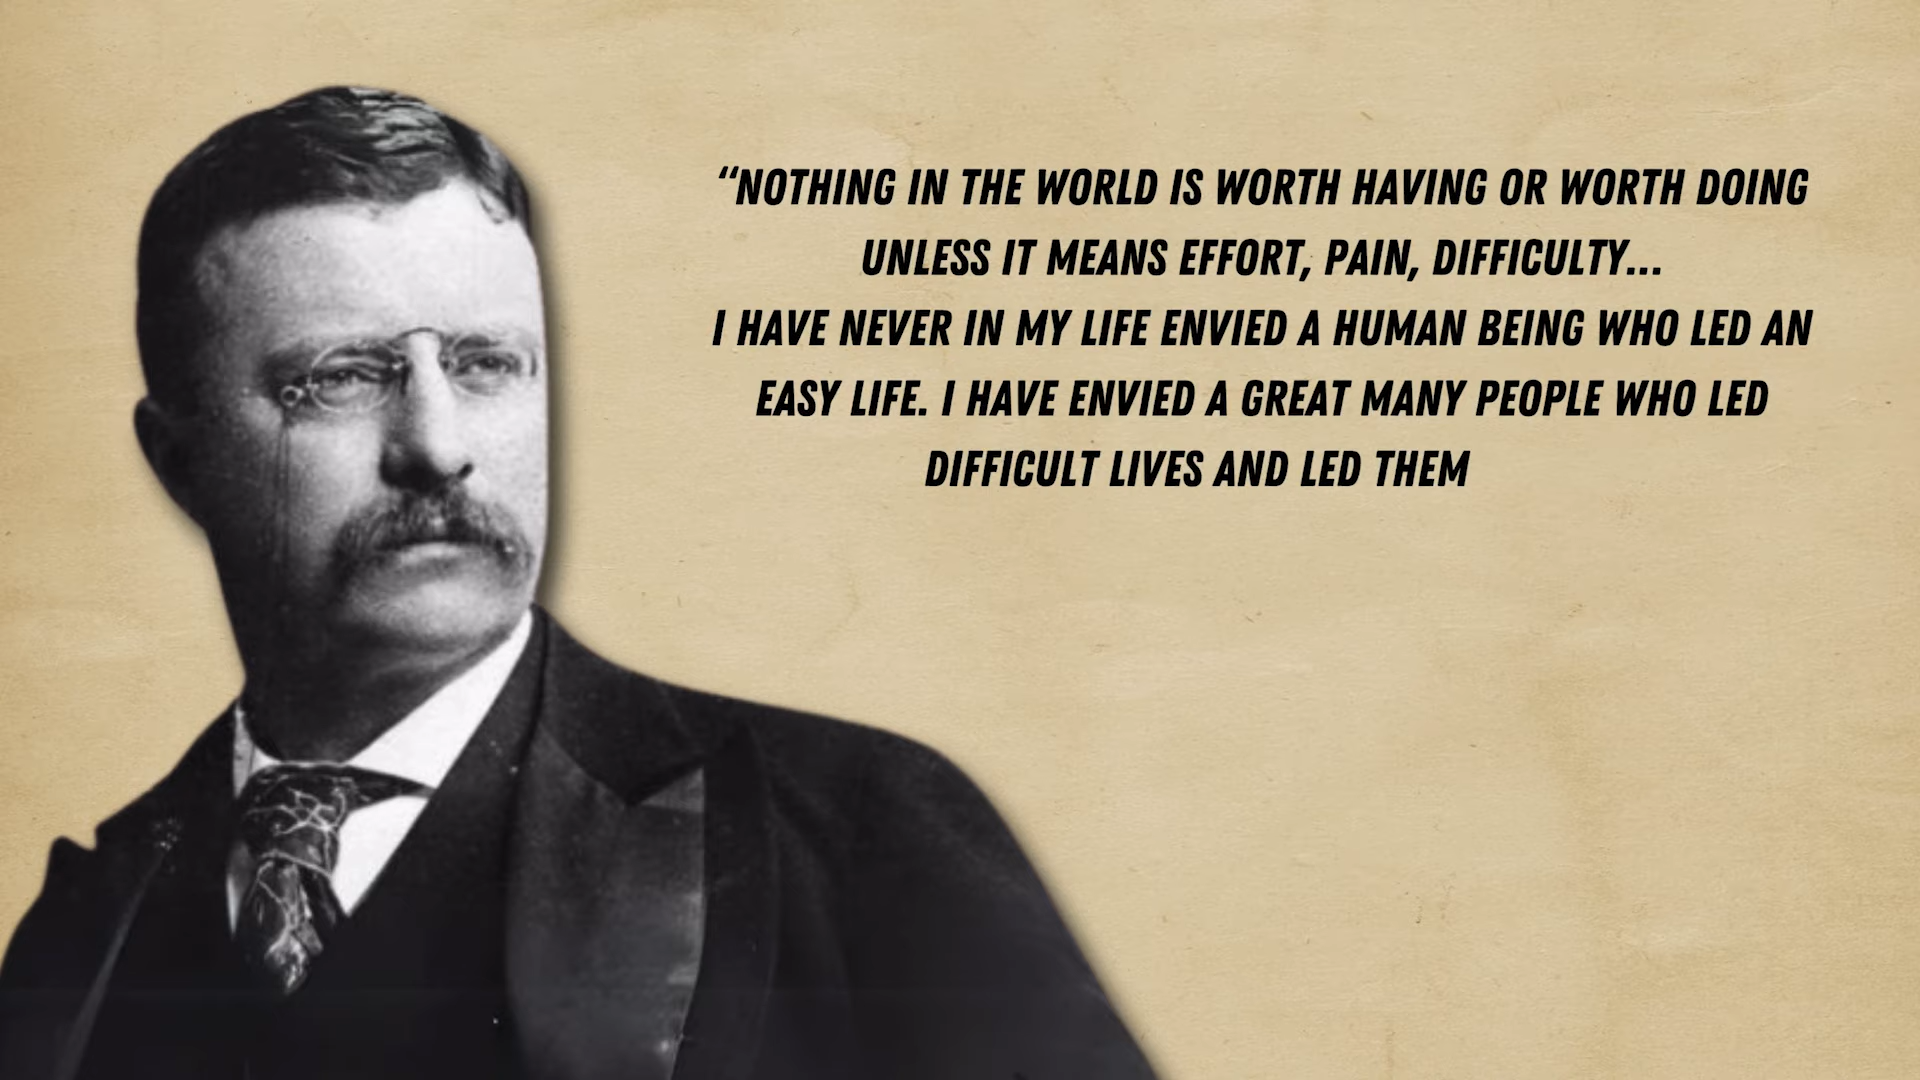 “NOTHING IN THE WORLD IS WORTH HAVING OR WORTH DOING
UNLESS IT MEANS EFFORT, PAIN, DIFFICULTY...
I HAVE NEVER IN MY LIFE ENVIED A HUMAN BEING WHO LED AN
EASY LIFE. I HAVE ENVIED A GREAT MANY PEOPLE WHO LED
DIFFICULT LIVES AND LED THEM